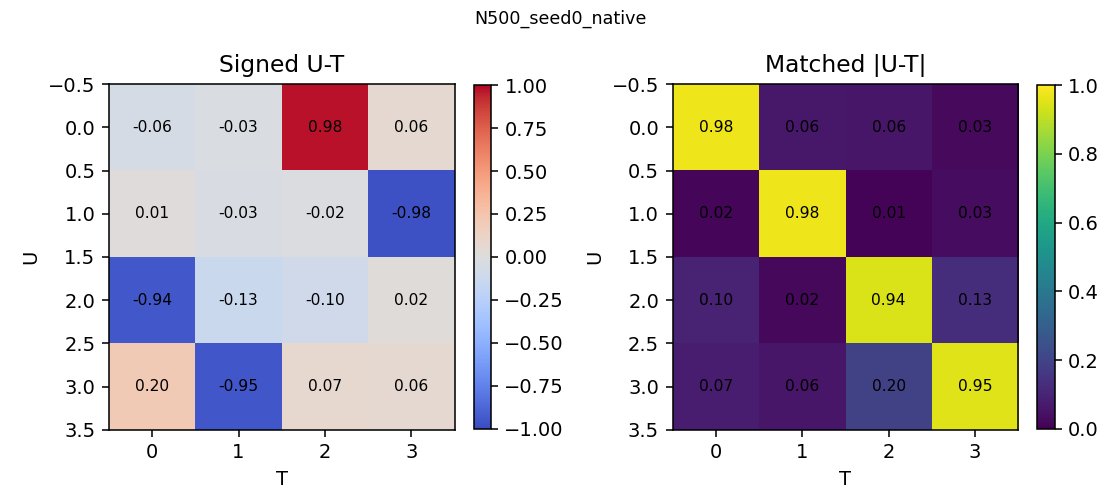 N500_seed0_native
Signed U-T
−0.5
0.0
0.5
1.0
1.5
2.0
2.5
3.0
3.5
U
-0.06 -0.03 0.98 0.06
0.01 -0.03 -0.02 -0.98
-0.94 -0.13 -0.10 0.02
0.20 -0.95 0.07 0.06
0 1 2 3
T
1.00
0.75
0.50
0.25
0.00
−0.25
−0.50
−0.75
−1.00
Matched |U-T|
−0.5
0.0
0.5
1.0
1.5
2.0
2.5
3.0
3.5
U
0.98 0.06 0.06 0.03
0.02 0.98 0.01 0.03
0.10 0.02 0.94 0.13
0.07 0.06 0.20 0.95
0 1 2 3
T
1.0
0.8
0.6
0.4
0.2
0.0